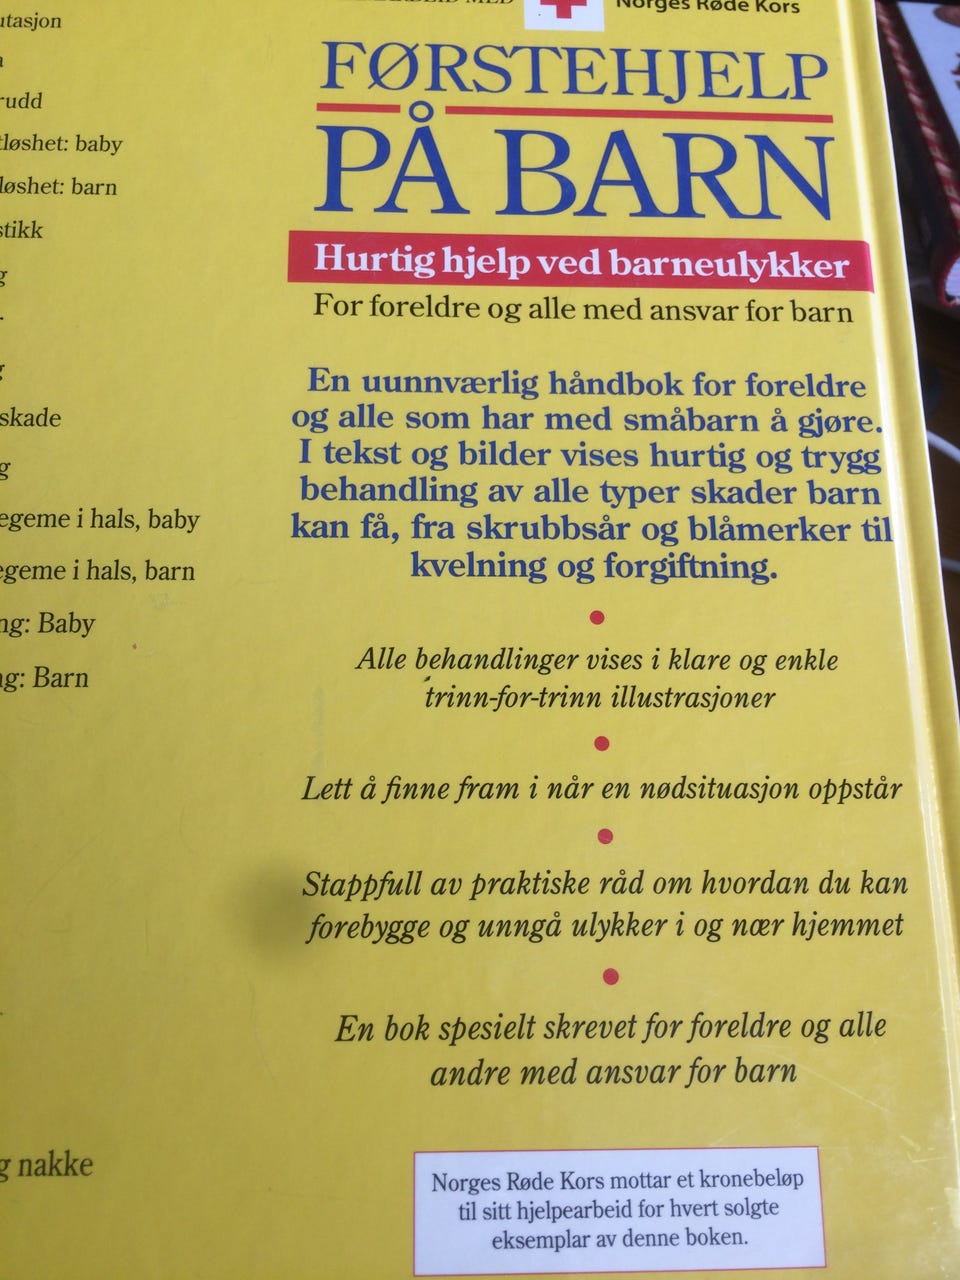 Norges Røde Kors
FØRSTEHJELP
PÅ BARN
Hurtig hjelp ved barneulykker
For foreldre og alle med ansvar for barn
En uunnværlig håndbok for foreldre
og alle som har med småbarn å gjøre.
I tekst og bilder vises hurtig og trygg
behandling av alle typer skader barn
kan få, fra skrubbsår og blåmerker til
kvelning og forgiftning.
Alle behandlinger vises i klare og enkle
trinn-for-trinn illustrasjoner
Lett å finne fram i når en nødsituasjon oppstår
Stappfull av praktiske råd om hvordan du kan
forebygge og unngå ulykker i og nær hjemmet
En bok spesielt skrevet for foreldre og alle
andre med ansvar for barn
Norges Røde Kors mottar et kronebeløp
til sitt hjelpearbeid for hvert solgte
eksemplar av denne boken.
utasjon
rudd
tløshet: baby
løshet: barn
stikk
g
g
skade
g
egeme i hals, baby
egeme i hals, barn
ng: Baby
ng: Barn
g nakke